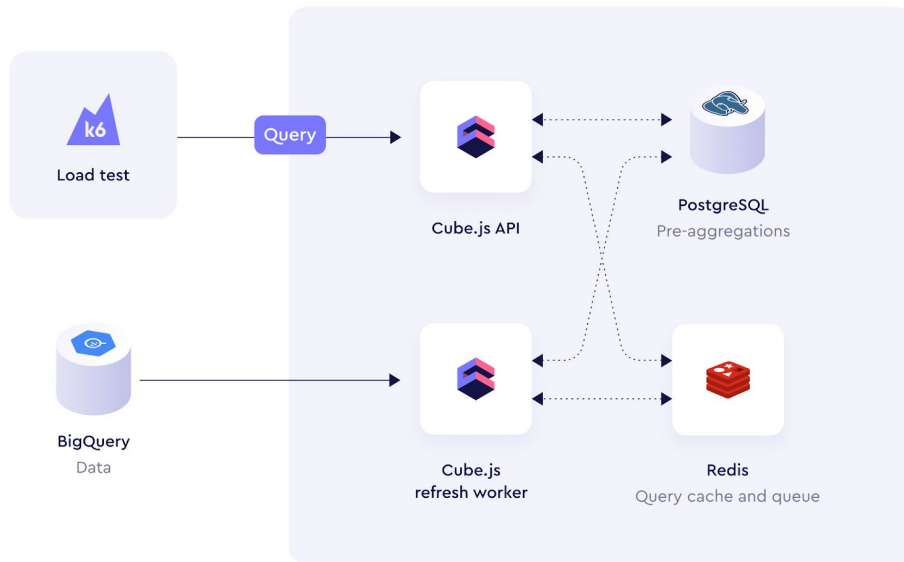 k6
Load test
Query
Cube.js API
PostgreSQL
Pre-aggregations
BigQuery
Data
Cube.js
refresh worker
Redis
Query cache and queue